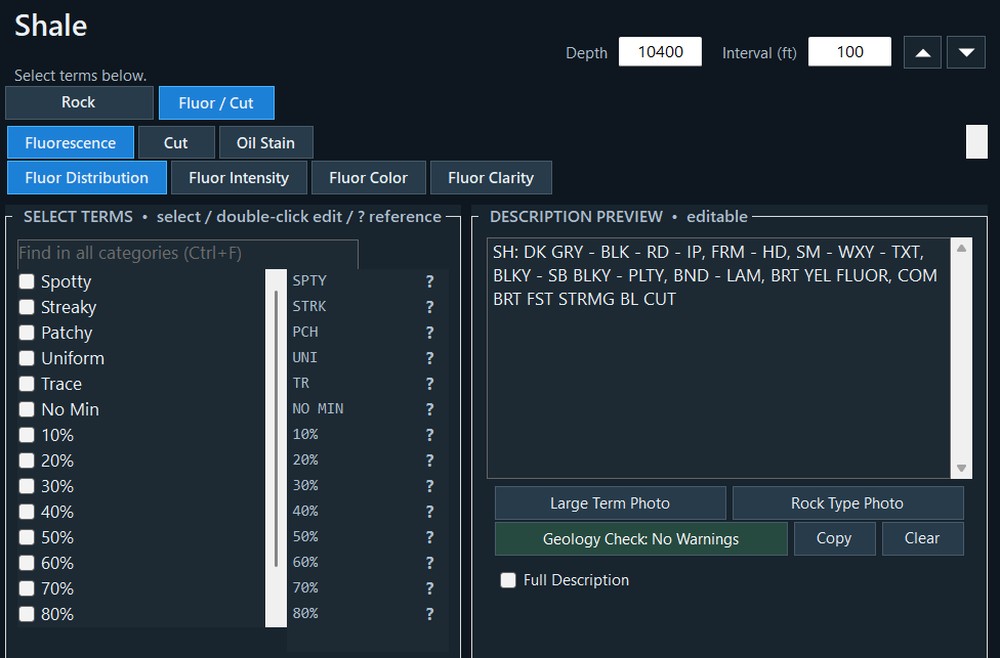 Shale
Depth 10400 Interval (ft) 100 ▲ ▼
Select terms below.
Rock Fluor / Cut
Fluorescence Cut Oil Stain
Fluor Distribution Fluor Intensity Fluor Color Fluor Clarity
SELECT TERMS • select / double-click edit / ? reference
Find in all categories (Ctrl+F)
Spotty SPTY ?
Streaky STRK ?
Patchy PCH ?
Uniform UNI ?
Trace TR ?
No Min NO MIN ?
10% 10% ?
20% 20% ?
30% 30% ?
40% 40% ?
50% 50% ?
60% 60% ?
70% 70% ?
80% 80% ?
DESCRIPTION PREVIEW • editable
SH: DK GRY - BLK - RD - IP, FRM - HD, SM - WXY - TXT,
BLKY - SB BLKY - PLTY, BND - LAM, BRT YEL FLUOR, COM
BRT FST STRMG BL CUT
Large Term Photo Rock Type Photo
Geology Check: No Warnings Copy Clear
Full Description